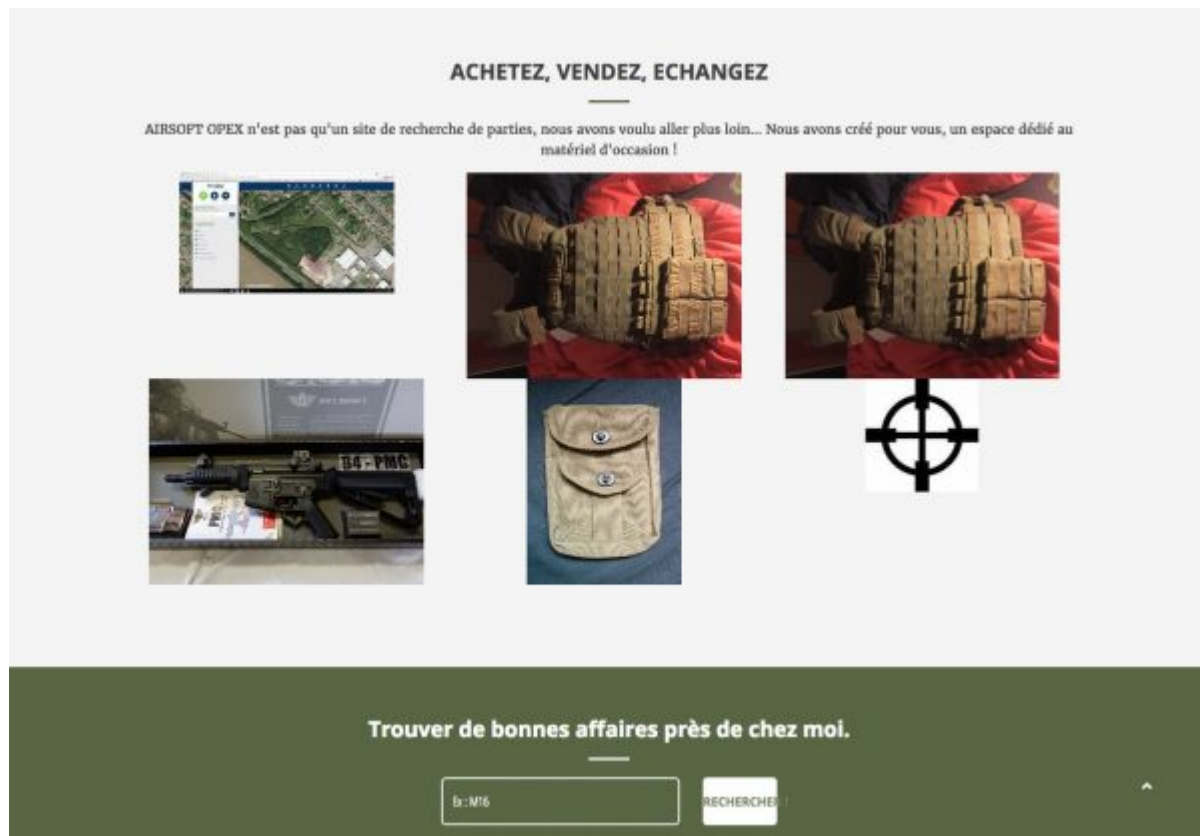 ACHETEZ, VENDEZ, ECHANGEZ
AIRSOFT OPEX n'est pas qu'un site de recherche de parties, nous avons voulu aller plus loin... Nous avons créé pour vous, un espace dédié au
matériel d'occasion !
B4 - PMC
Trouver de bonnes affaires près de chez moi.
Ex : M16
RECHERCHER !